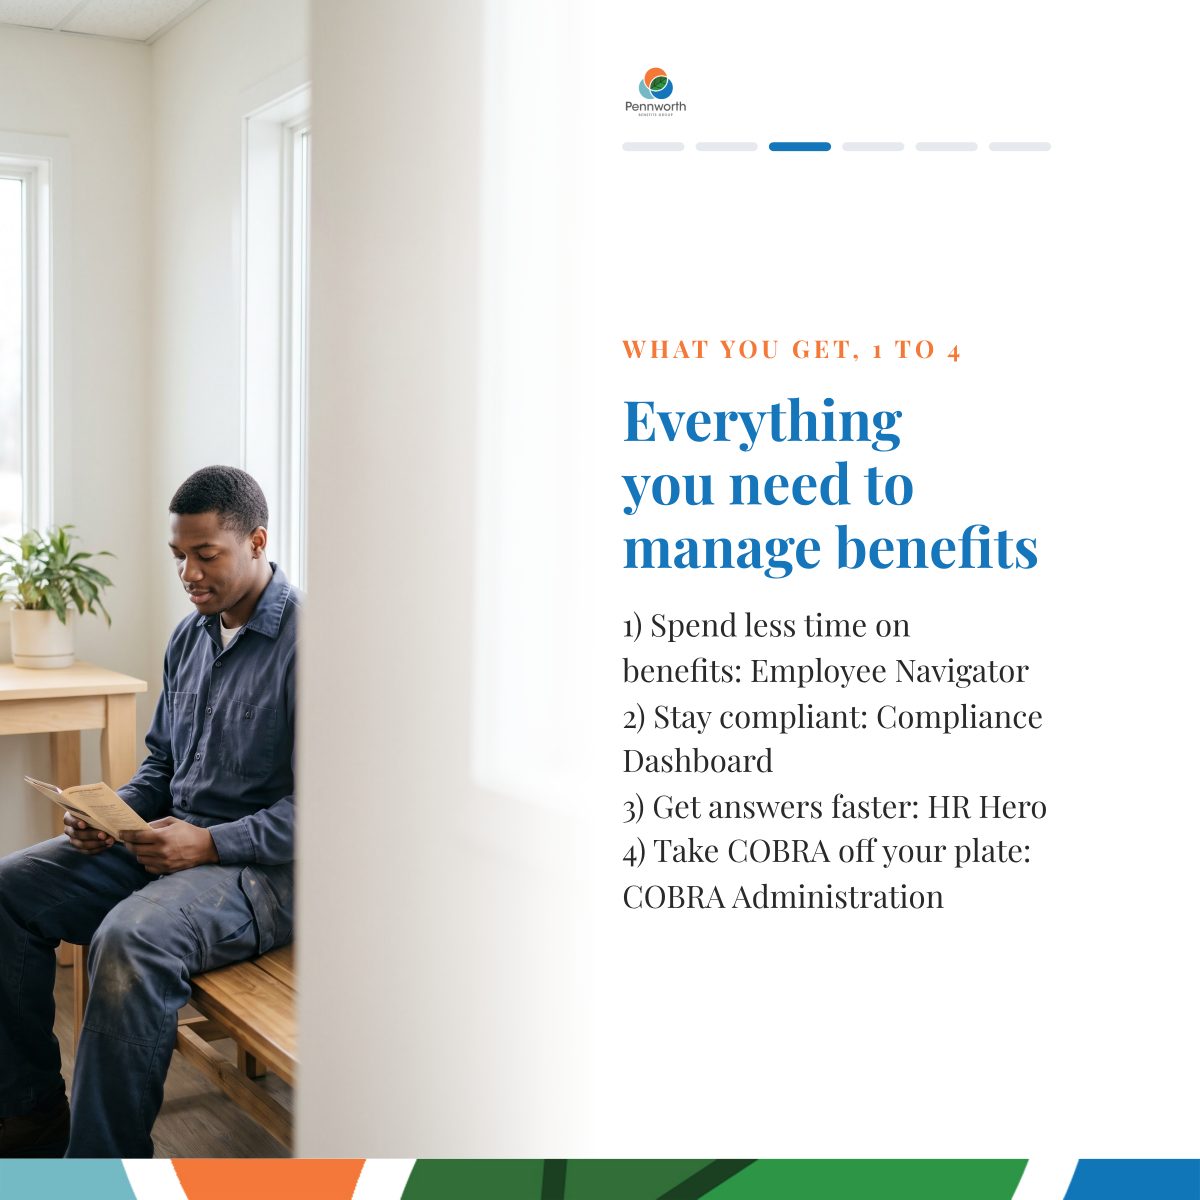 Pennworth
BENEFITS GROUP
WHAT YOU GET, 1 TO 4
Everything
you need to
manage benefits
1) Spend less time on
benefits: Employee Navigator
2) Stay compliant: Compliance
Dashboard
3) Get answers faster: HR Hero
4) Take COBRA off your plate:
COBRA Administration